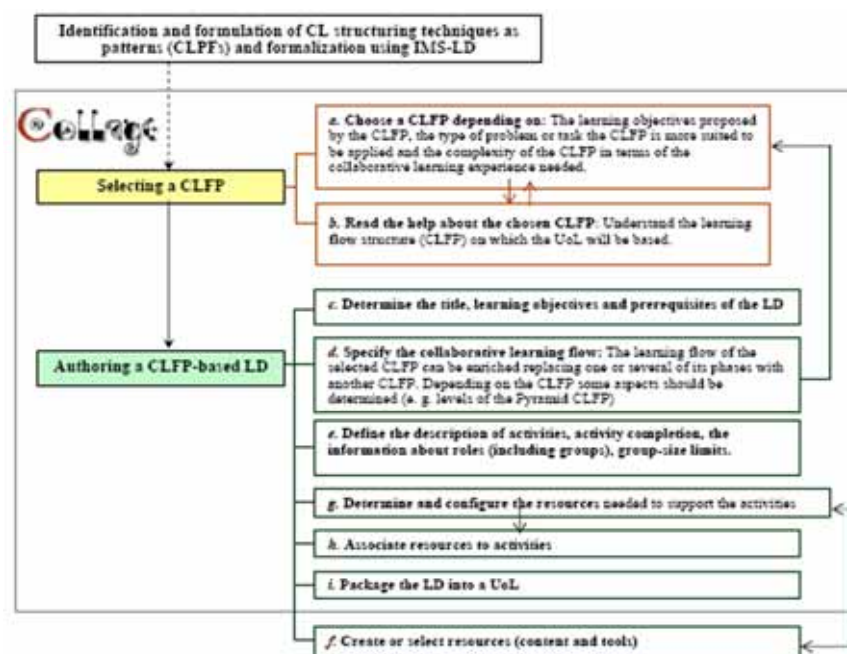 Identification and formulation of CL structuring techniques as
patterns (CLPFs) and formalization using IMS-LD
Collage
Selecting a CLFP
a. Choose a CLFP depending on: The learning objectives proposed
by the CLFP, the type of problem or task the CLFP is more suited to
be applied and the complexity of the CLFP in terms of the
collaborative learning experience needed.
b. Read the help about the chosen CLFP: Understand the learning
flow structure (CLFP) on which the UoL will be based.
Authoring a CLFP-based LD
c. Determine the title, learning objectives and prerequisites of the LD
d. Specify the collaborative learning flow: The learning flow of the
selected CLFP can be enriched replacing one or several of its phases with
another CLFP. Depending on the CLFP some aspects should be
determined (e. g. levels of the Pyramid CLFP)
e. Define the description of activities, activity completion, the
information about roles (including groups), group-size limits.
g. Determine and configure the resources needed to support the activities
h. Associate resources to activities
i. Package the LD into a UoL
f. Create or select resources (content and tools)